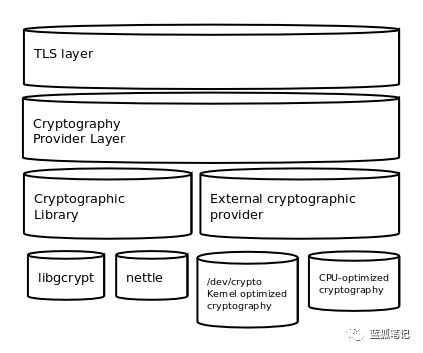 TLS layer
Cryptography
Provider Layer
Cryptographic
Library
External cryptographic
provider
libgcrypt
nettle
/dev/crypto
Kernel optimized
cryptography
CPU-optimized
cryptography
蓝狐笔记